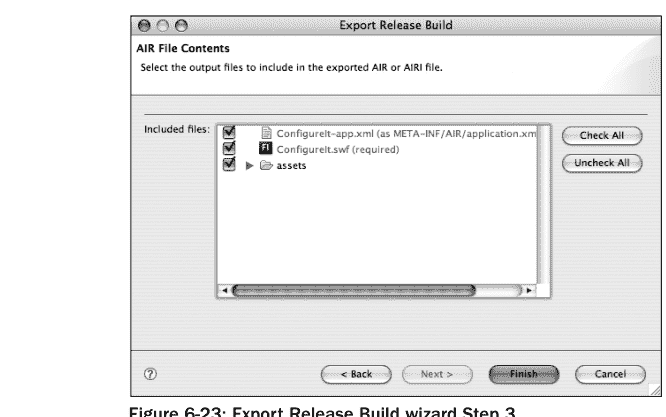 Export Release Build
AIR File Contents
Select the output files to include in the exported AIR or AIRI file.
Included files:
ConfigureIt-app.xml (as META-INF/AIR/application.xm
ConfigureIt.swf (required)
assets
Check All
Uncheck All
?
< Back
Next >
Finish
Cancel
Figure 6-23: Export Release Build wizard Step 3